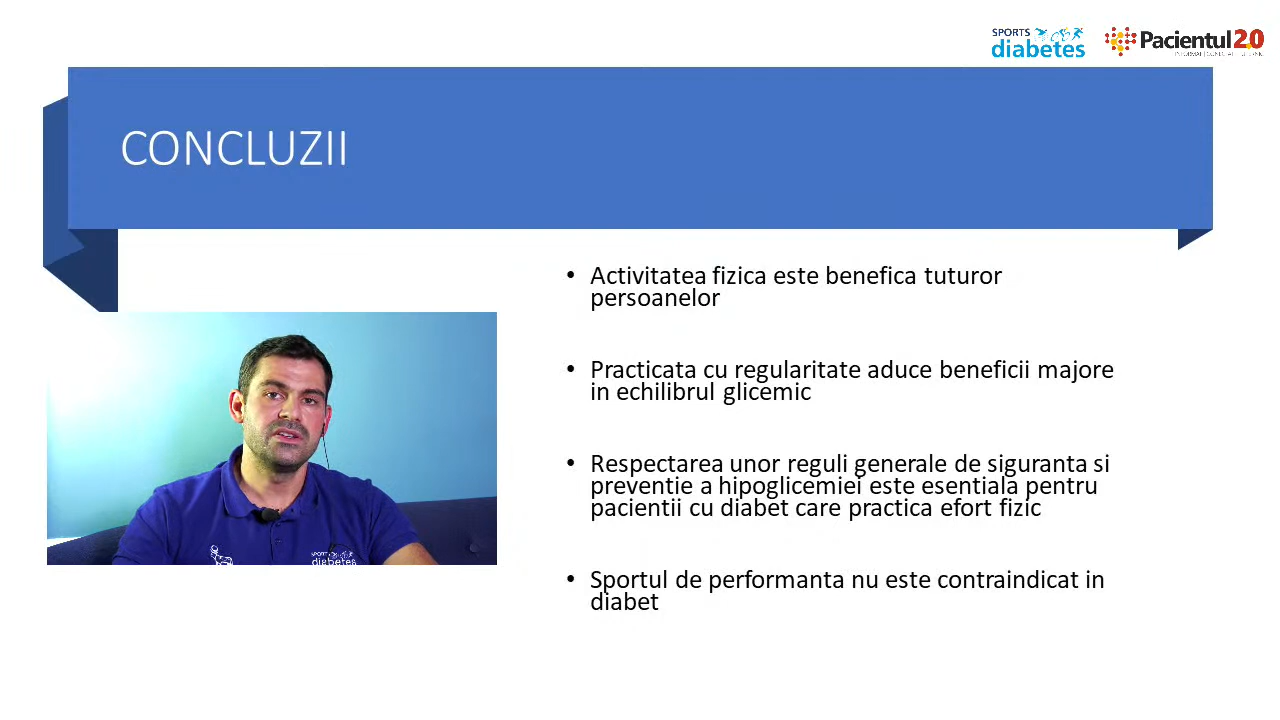 SPORTS
diabetes
Pacientul 2.0
CONCLUZII
• Activitatea fizica este benefica tuturor
persoanelor
• Practicata cu regularitate aduce beneficii majore
in echilibrul glicemic
• Respectarea unor reguli generale de siguranta si
preventie a hipoglicemiei este esentiala pentru
pacientii cu diabet care practica efort fizic
• Sportul de performanta nu este contraindicat in
diabet
SPORTS
diabetes